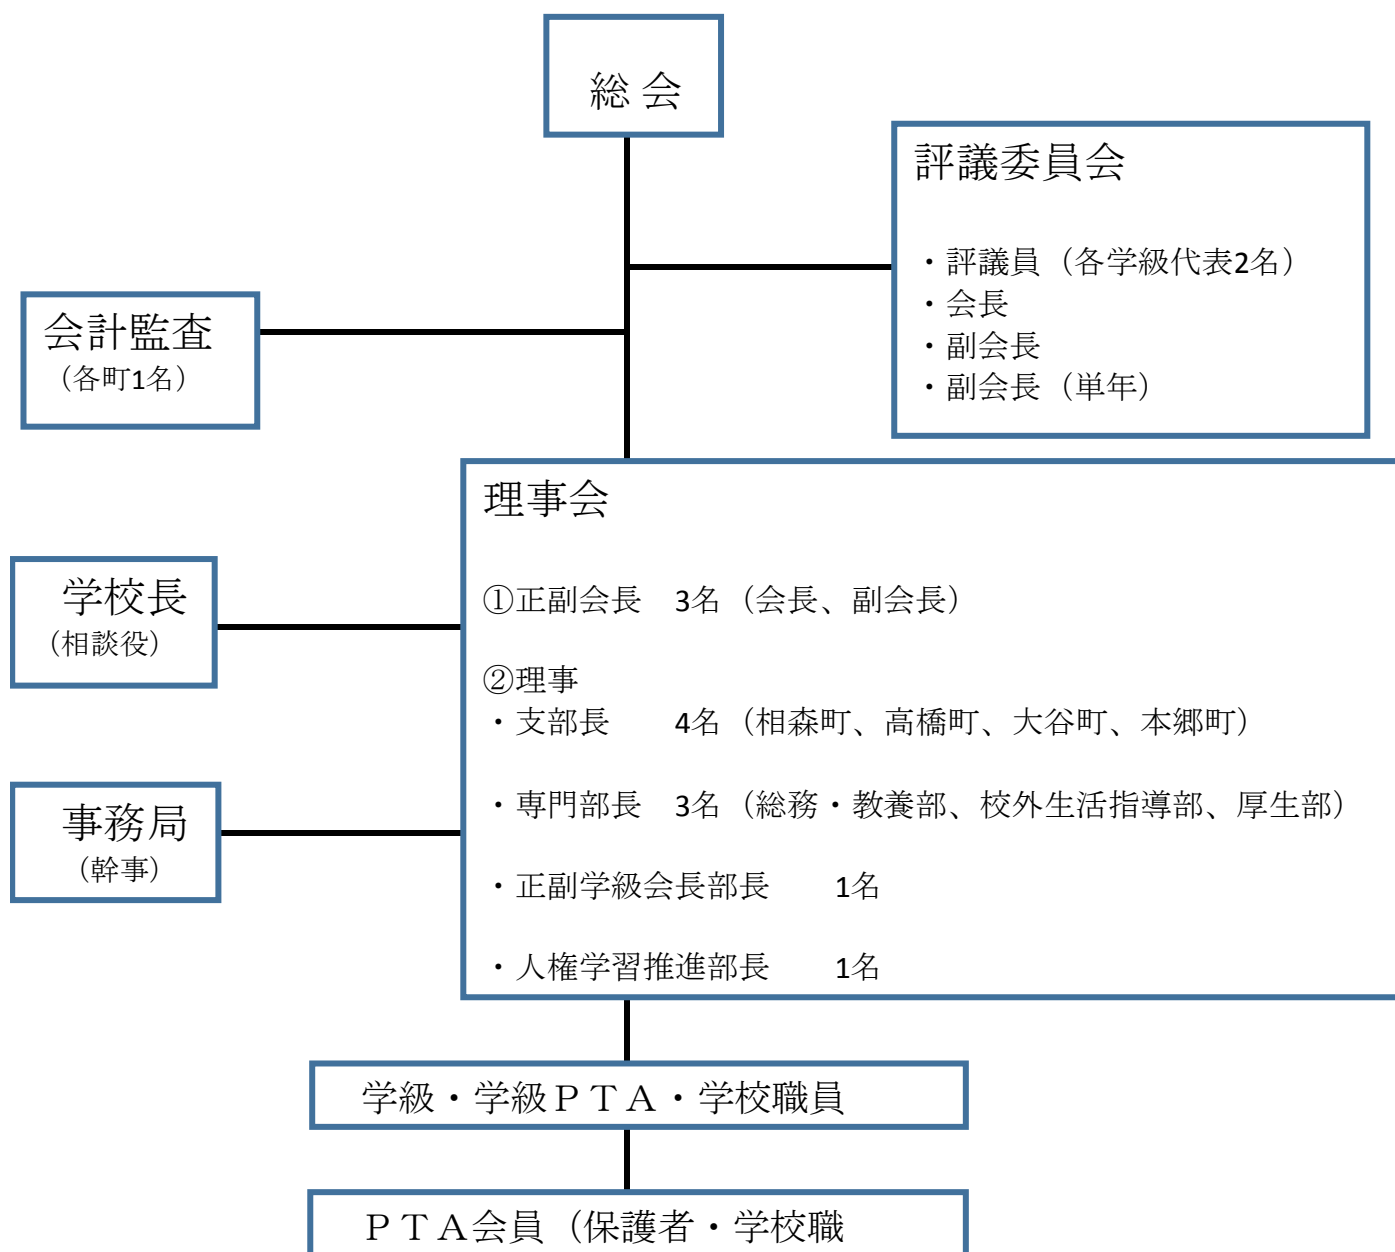 総 会
評議委員会
・評議員（各学級代表2名）
・会長
・副会長
・副会長（単年）
会計監査
（各町1名）
理事会
①正副会長　3名（会長、副会長）
②理事
・支部長　　4名（相森町、高橋町、大谷町、本郷町）
・専門部長　3名（総務・教養部、校外生活指導部、厚生部）
・正副学級会長部長　　1名
・人権学習推進部長　　1名
学校長
（相談役）
事務局
（幹事）
学級・学級ＰＴＡ・学校職員
ＰＴＡ会員（保護者・学校職